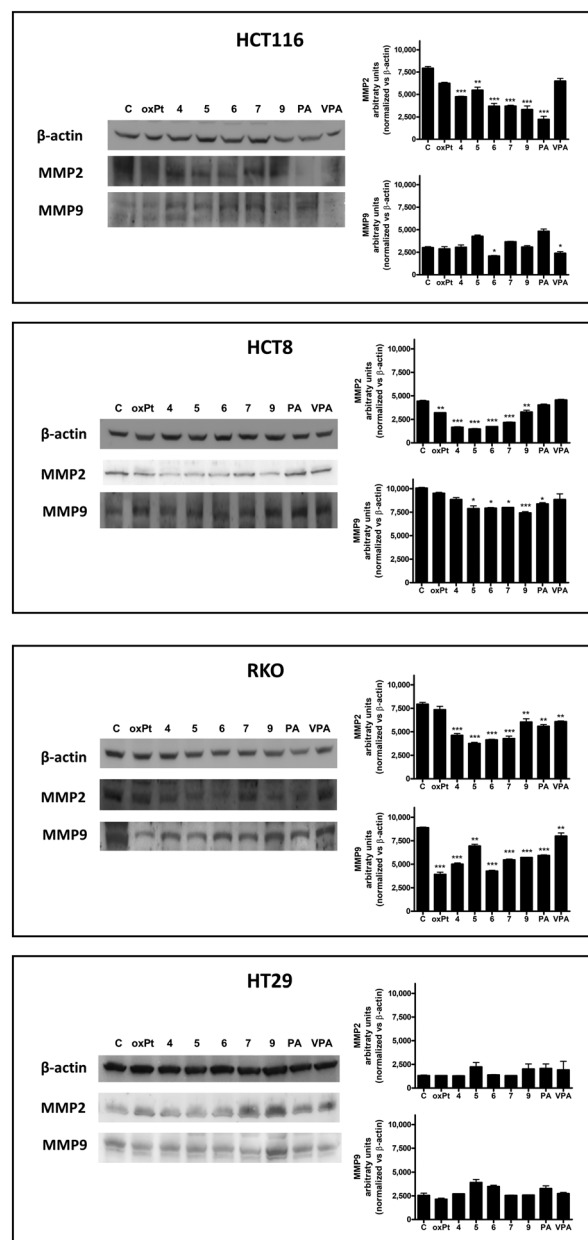 HCT116
C oxPt 4 5 6 7 9 PA VPA
β-actin
MMP2
MMP9
MMP2
arbitraty units
(normalized vs β-actin)
10,000
7,500
5,000
2,500
0
*** ** *** *** *** ***
C oxPt 4 5 6 7 9 PA VPA
MMP9
arbitraty units
(normalized vs β-actin)
10,000
7,500
5,000
2,500
0
* *
C oxPt 4 5 6 7 9 PA VPA
HCT8
C oxPt 4 5 6 7 9 PA VPA
β-actin
MMP2
MMP9
MMP2
arbitraty units
(normalized vs β-actin)
10,000
7,500
5,000
2,500
0
** *** *** *** *** **
C oxPt 4 5 6 7 9 PA VPA
MMP9
arbitraty units
(normalized vs β-actin)
10,000
7,500
5,000
2,500
0
* * * *** *
C oxPt 4 5 6 7 9 PA VPA
RKO
C oxPt 4 5 6 7 9 PA VPA
β-actin
MMP2
MMP9
MMP2
arbitraty units
(normalized vs β-actin)
10,000
7,500
5,000
2,500
0
*** *** *** *** ** ** **
C oxPt 4 5 6 7 9 PA VPA
MMP9
arbitraty units
(normalized vs β-actin)
10,000
7,500
5,000
2,500
0
*** *** ** *** *** *** *** **
C oxPt 4 5 6 7 9 PA VPA
HT29
C oxPt 4 5 6 7 9 PA VPA
β-actin
MMP2
MMP9
MMP2
arbitraty units
(normalized vs β-actin)
10,000
7,500
5,000
2,500
0
C oxPt 4 5 6 7 9 PA VPA
MMP9
arbitraty units
(normalized vs β-actin)
10,000
7,500
5,000
2,500
0
C oxPt 4 5 6 7 9 PA VPA